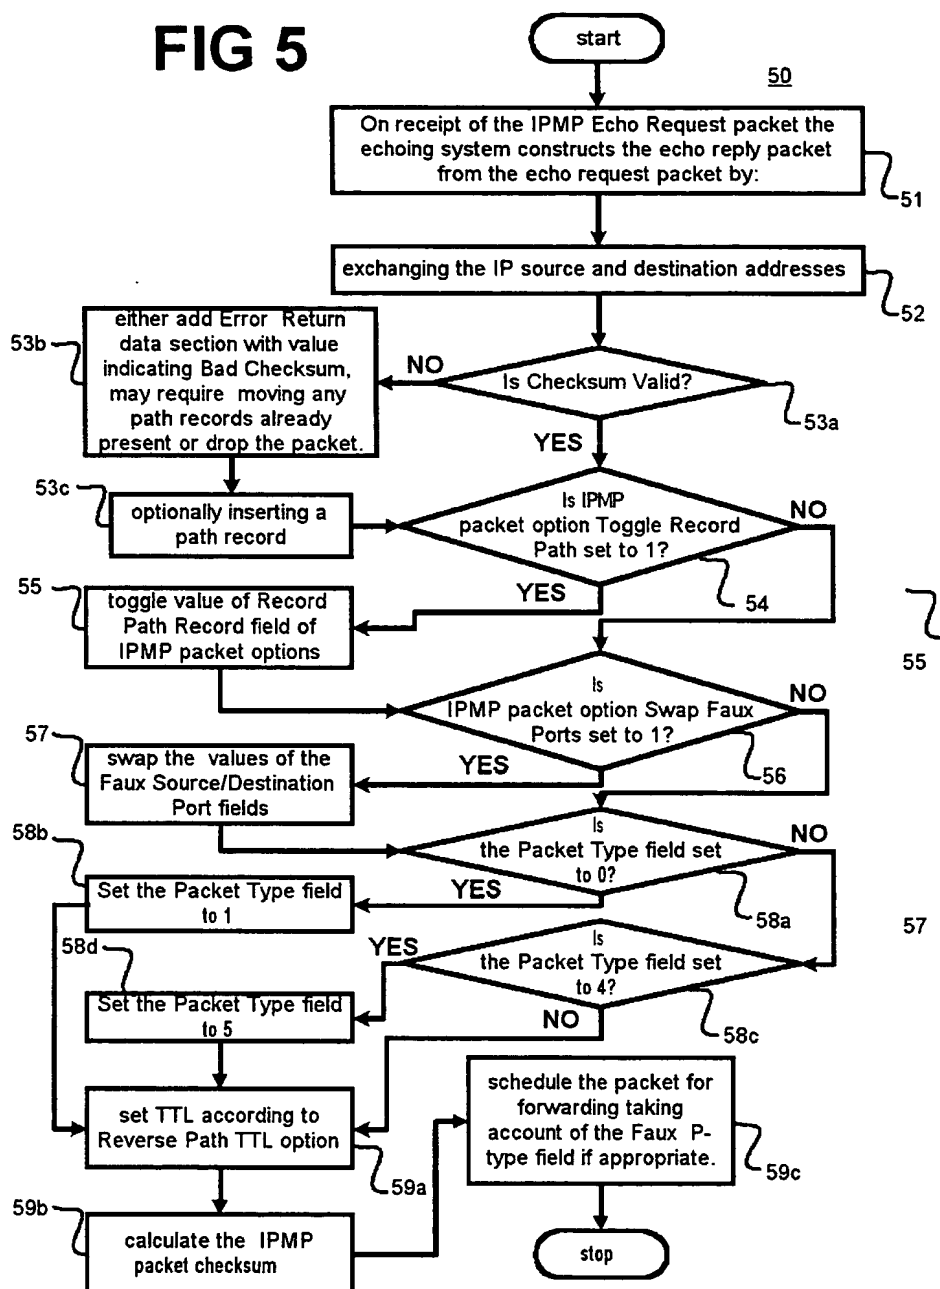 FIG 5
start
50
On receipt of the IPMP Echo Request packet the
echoing system constructs the echo reply packet
from the echo request packet by:
51
exchanging the IP source and destination addresses
52
either add Error Return
data section with value
indicating Bad Checksum,
may require moving any
path records already
present or drop the packet.
53b
NO
Is Checksum Valid?
53a
YES
53c
optionally inserting a
path record
Is IPMP
packet option Toggle Record
Path set to 1?
NO
54
YES
55
toggle value of Record
Path Record field of
IPMP packet options
55
Is
IPMP packet option Swap Faux
Ports set to 1?
NO
56
YES
57
swap the values of the
Faux Source/Destination
Port fields
Is
the Packet Type field set
to 0?
NO
58a
YES
58b
Set the Packet Type field
to 1
57
Is
the Packet Type field set
to 4?
YES
58c
NO
58d
Set the Packet Type field
to 5
set TTL according to
Reverse Path TTL option
59a
59b
calculate the IPMP
packet checksum
schedule the packet for
forwarding taking
account of the Faux P-
type field if appropriate.
59c
stop